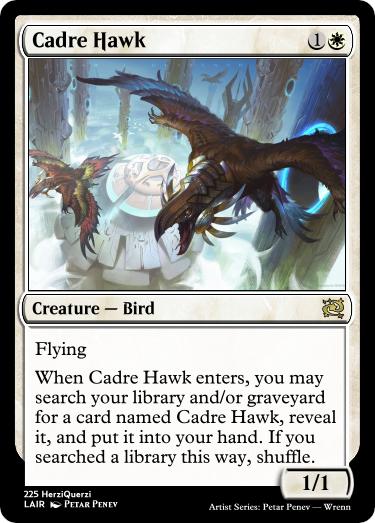 Cadre Hawk 1
Creature — Bird
Flying
When Cadre Hawk enters, you may
search your library and/or graveyard
for a card named Cadre Hawk, reveal
it, and put it into your hand. If you
searched a library this way, shuffle.
1/1
225 HerziQuerzi
LAIR Petar Penev
Artist Series: Petar Penev — Wrenn